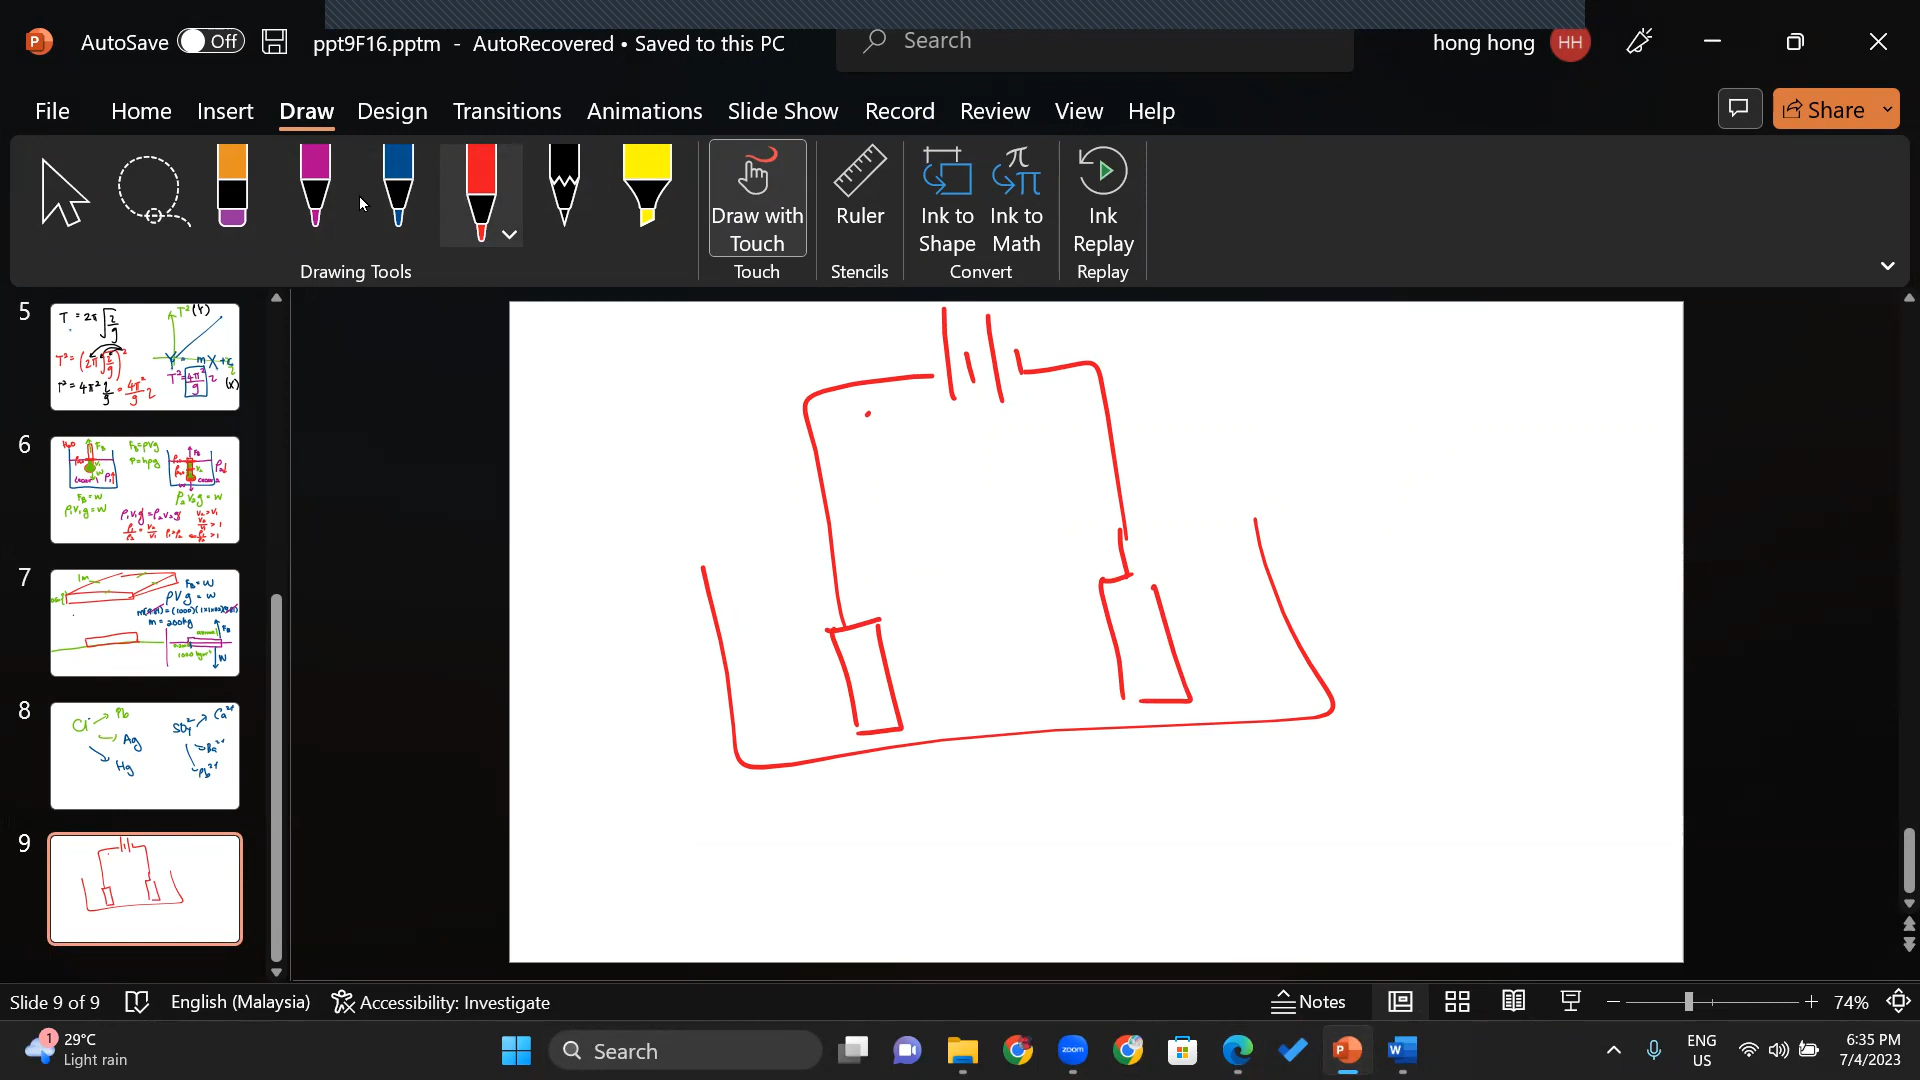 AutoSave Off ppt9F16.pptm - AutoRecovered • Saved to this PC Search hong hong HH
File Home Insert Draw Design Transitions Animations Slide Show Record Review View Help Share
Draw with Touch
Ruler
Ink to Shape
Ink to Math
Ink Replay
Drawing Tools Touch Stencils Convert Replay
5
6
7
8
9
Slide 9 of 9 English (Malaysia) Accessibility: Investigate Notes 74%
1 29°C
Light rain
Search
zoom
ENG
US
6:35 PM
7/4/2023